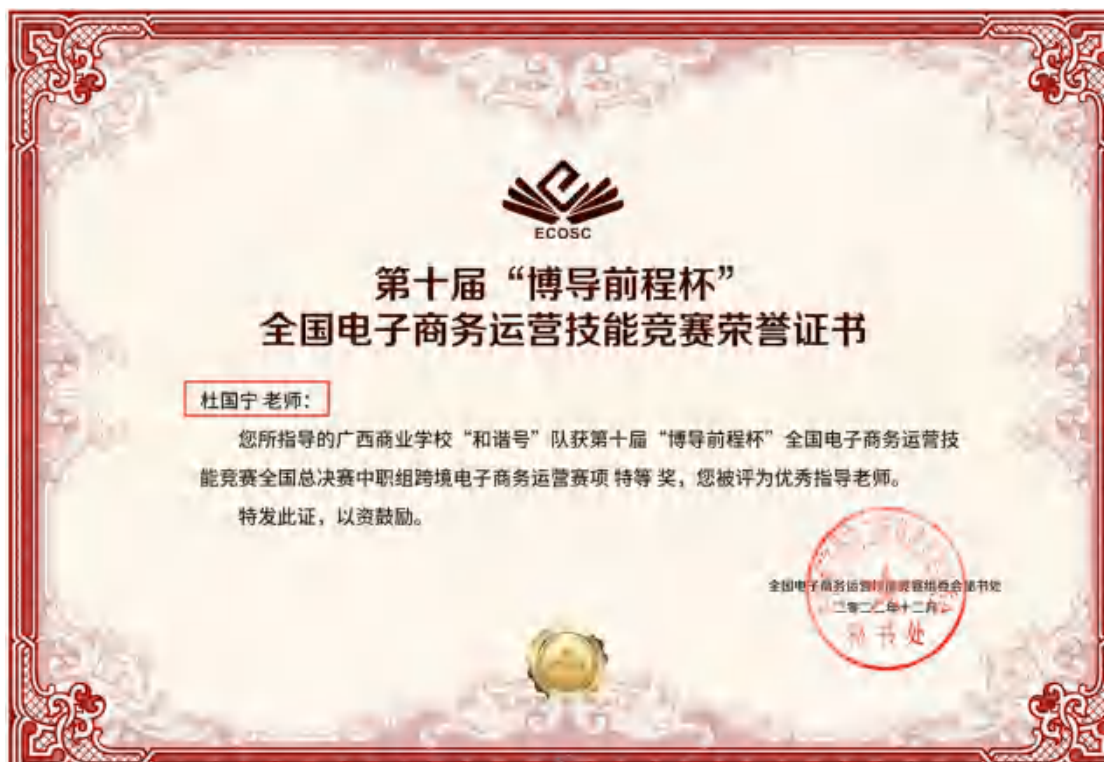 ECOSC
第十届“博导前程杯”
全国电子商务运营技能竞赛荣誉证书
杜国宁 老师：
您所指导的广西商业学校“和谐号”队获第十届“博导前程杯”全国电子商务运营技
能竞赛全国总决赛中职组跨境电子商务运营赛项 特等 奖，您被评为优秀指导老师。
特发此证，以资鼓励。
全国电子商务运营技能竞赛组委会秘书处
二零二二年十二月
秘书处